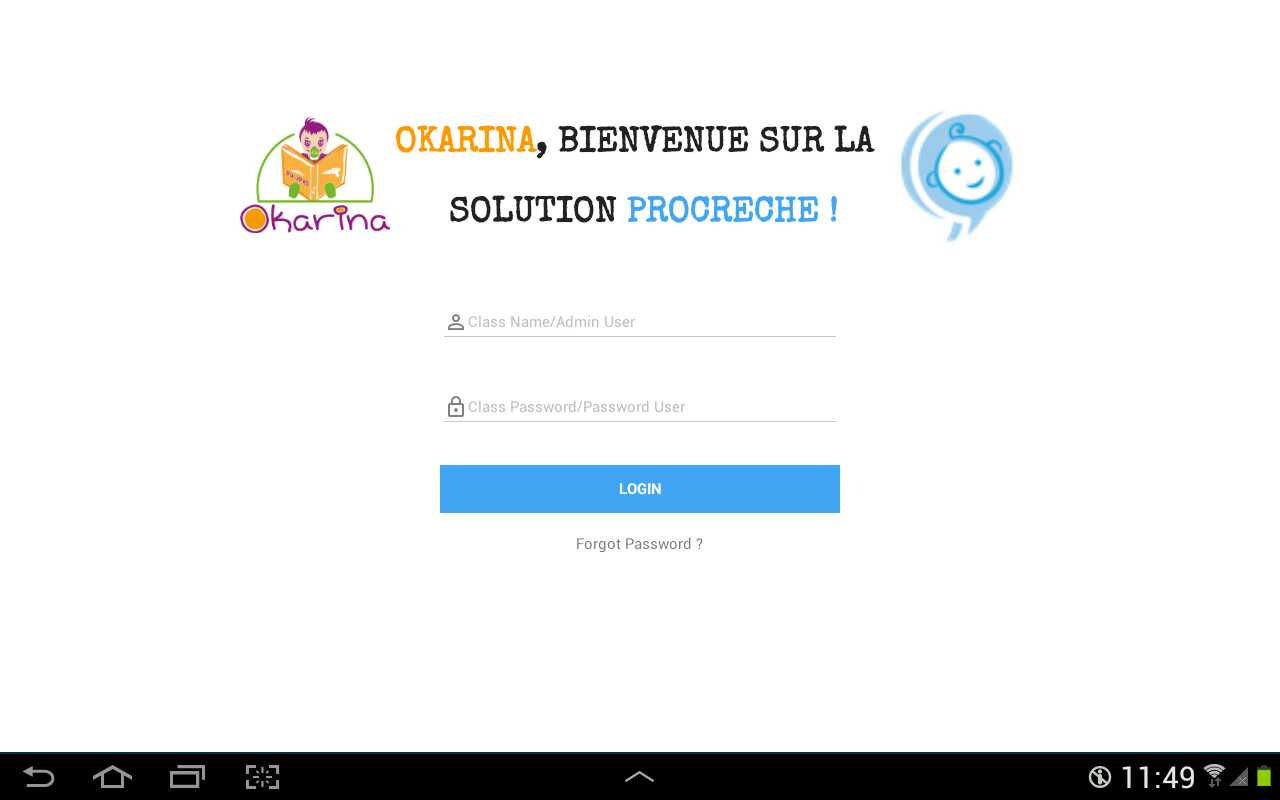 OKARINA, BIENVENUE SUR LA
SOLUTION PROCRECHE !
Okarina
Class Name/Admin User
Class Password/Password User
LOGIN
Forgot Password ?
11:49